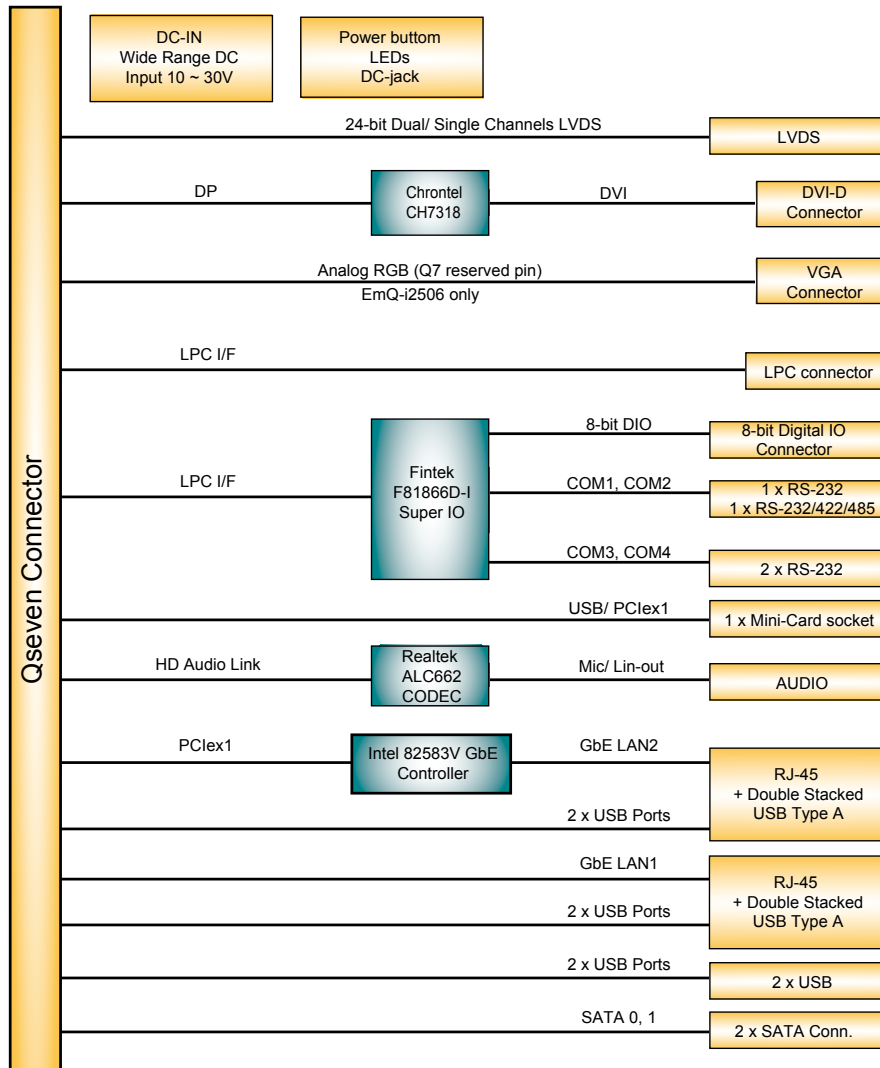 DC-IN
Wide Range DC
Input 10 ~ 30V
Power buttom
LEDs
DC-jack
Qseven Connector
24-bit Dual/ Single Channels LVDS
LVDS
DP
Chrontel
CH7318
DVI
DVI-D
Connector
Analog RGB (Q7 reserved pin)
EmQ-i2506 only
VGA
Connector
LPC I/F
LPC connector
LPC I/F
Fintek
F81866D-I
Super IO
8-bit DIO
8-bit Digital IO
Connector
COM1, COM2
1 x RS-232
1 x RS-232/422/485
COM3, COM4
2 x RS-232
USB/ PCIex1
1 x Mini-Card socket
HD Audio Link
Realtek
ALC662
CODEC
Mic/ Lin-out
AUDIO
PCIex1
Intel 82583V GbE
Controller
GbE LAN2
2 x USB Ports
RJ-45
+ Double Stacked
USB Type A
GbE LAN1
2 x USB Ports
RJ-45
+ Double Stacked
USB Type A
2 x USB Ports
2 x USB
SATA 0, 1
2 x SATA Conn.